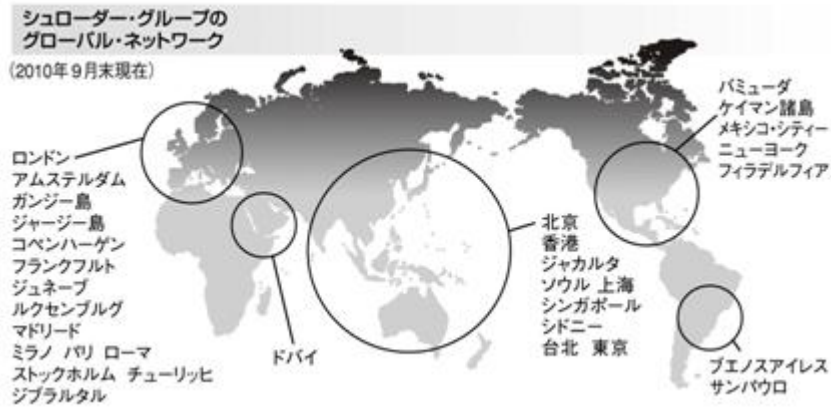 シュローダー・グループの
グローバル・ネットワーク
(2010年9月末現在)
ロンドン
アムステルダム
ガンジー島
ジャージー島
コペンハーゲン
フランクフルト
ジュネーブ
ルクセンブルグ
マドリード
ミラノ パリ ローマ
ストックホルム チューリッヒ
ジブラルタル
ドバイ
北京
香港
ジャカルタ
ソウル 上海
シンガポール
シドニー
台北 東京
バミューダ
ケイマン諸島
メキシコ・シティー
ニューヨーク
フィラデルフィア
ブエノスアイレス
サンパウロ